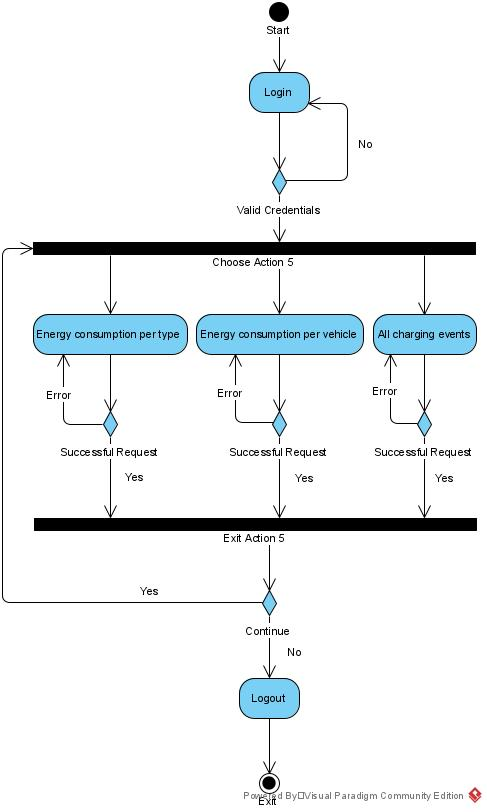 Start
Login
No
Valid Credentials
Choose Action 5
Energy consumption per type
Energy consumption per vehicle
All charging events
Error
Error
Error
Successful Request
Successful Request
Successful Request
Yes
Yes
Yes
Exit Action 5
Yes
Continue
No
Logout
Powered By Visual Paradigm Community Edition
Exit